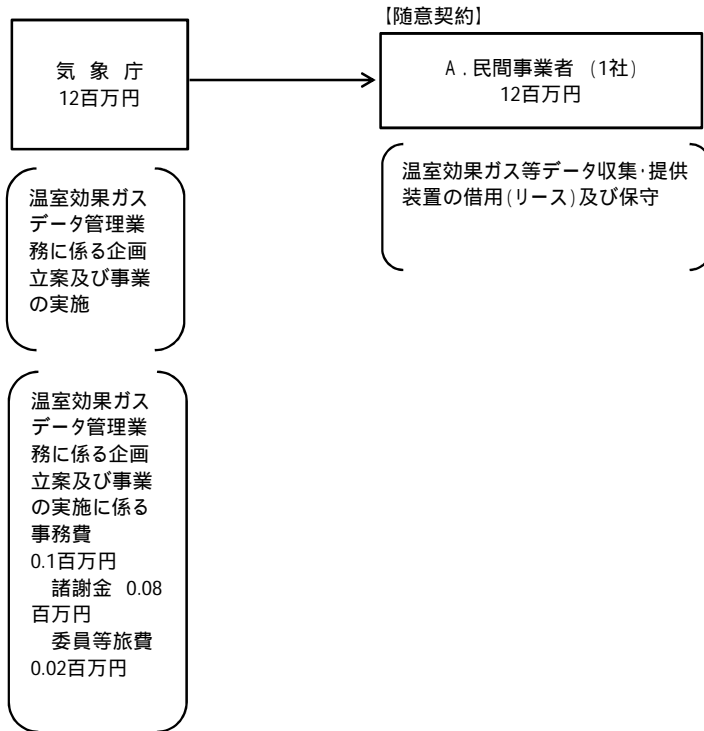 【随意契約】
気 象 庁
12百万円
A．民間事業者 (1社)
12百万円
温室効果ガス等データ収集・提供
装置の借用(リース)及び保守
温室効果ガス
データ管理業
務に係る企画
立案及び事業
の実施
温室効果ガス
データ管理業
務に係る企画
立案及び事業
の実施に係る
事務費
0.1百万円
　諸謝金 0.08
百万円
　委員等旅費
0.02百万円